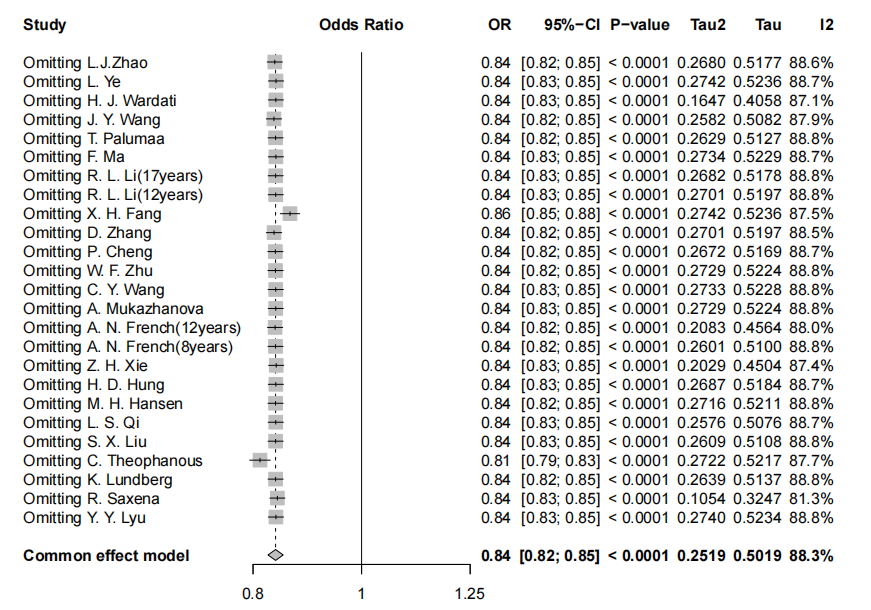 Study Odds Ratio OR 95%−CI P−value Tau2 Tau I2
Omitting L.J.Zhao 0.84 [0.82; 0.85] < 0.0001 0.2680 0.5177 88.6%
Omitting L. Ye 0.84 [0.83; 0.85] < 0.0001 0.2742 0.5236 88.7%
Omitting H. J. Wardati 0.84 [0.83; 0.85] < 0.0001 0.1647 0.4058 87.1%
Omitting J. Y. Wang 0.84 [0.82; 0.85] < 0.0001 0.2582 0.5082 87.9%
Omitting T. Palumaa 0.84 [0.82; 0.85] < 0.0001 0.2629 0.5127 88.8%
Omitting F. Ma 0.84 [0.83; 0.85] < 0.0001 0.2734 0.5229 88.7%
Omitting R. L. Li(17years) 0.84 [0.83; 0.85] < 0.0001 0.2682 0.5178 88.8%
Omitting R. L. Li(12years) 0.84 [0.83; 0.85] < 0.0001 0.2701 0.5197 88.8%
Omitting X. H. Fang 0.86 [0.85; 0.88] < 0.0001 0.2742 0.5236 87.5%
Omitting D. Zhang 0.84 [0.82; 0.85] < 0.0001 0.2701 0.5197 88.5%
Omitting P. Cheng 0.84 [0.82; 0.85] < 0.0001 0.2672 0.5169 88.7%
Omitting W. F. Zhu 0.84 [0.82; 0.85] < 0.0001 0.2729 0.5224 88.8%
Omitting C. Y. Wang 0.84 [0.83; 0.85] < 0.0001 0.2733 0.5228 88.8%
Omitting A. Mukazhanova 0.84 [0.83; 0.85] < 0.0001 0.2729 0.5224 88.8%
Omitting A. N. French(12years) 0.84 [0.82; 0.85] < 0.0001 0.2083 0.4564 88.0%
Omitting A. N. French(8years) 0.84 [0.82; 0.85] < 0.0001 0.2601 0.5100 88.8%
Omitting Z. H. Xie 0.84 [0.83; 0.85] < 0.0001 0.2029 0.4504 87.4%
Omitting H. D. Hung 0.84 [0.83; 0.85] < 0.0001 0.2687 0.5184 88.7%
Omitting M. H. Hansen 0.84 [0.82; 0.85] < 0.0001 0.2716 0.5211 88.8%
Omitting L. S. Qi 0.84 [0.83; 0.85] < 0.0001 0.2576 0.5076 88.7%
Omitting S. X. Liu 0.84 [0.83; 0.85] < 0.0001 0.2609 0.5108 88.8%
Omitting C. Theophanous 0.81 [0.79; 0.83] < 0.0001 0.2722 0.5217 87.7%
Omitting K. Lundberg 0.84 [0.82; 0.85] < 0.0001 0.2639 0.5137 88.8%
Omitting R. Saxena 0.84 [0.83; 0.85] < 0.0001 0.1054 0.3247 81.3%
Omitting Y. Y. Lyu 0.84 [0.83; 0.85] < 0.0001 0.2740 0.5234 88.8%
Common effect model 0.84 [0.82; 0.85] < 0.0001 0.2519 0.5019 88.3%
0.8 1 1.25